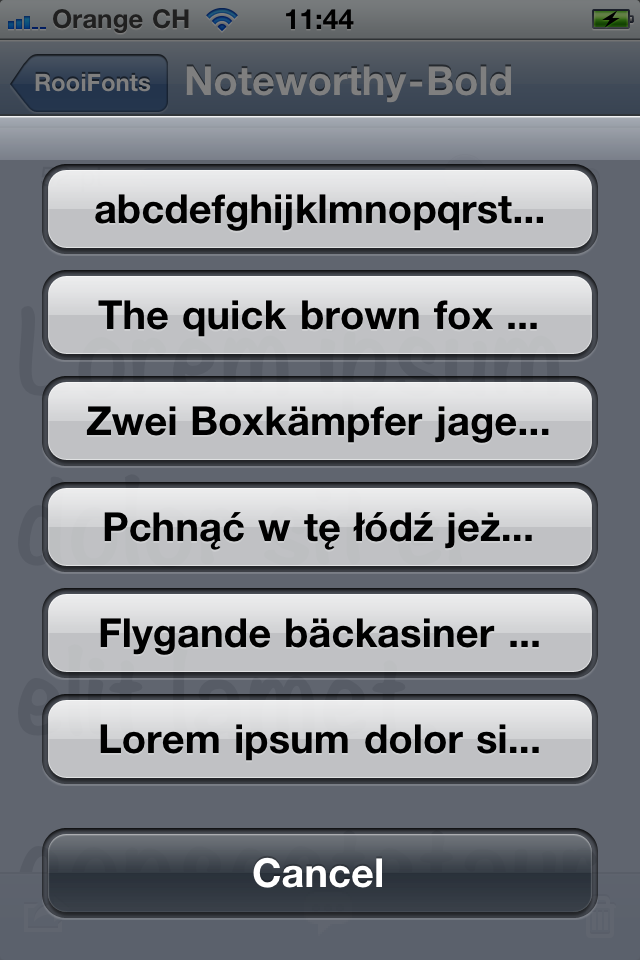 Orange CH 11:44
RooiFonts Noteworthy-Bold
abcdefghijklmnopqrst...
The quick brown fox ...
Zwei Boxkämpfer jage...
Pchnąć w tę łódź jeż...
Flygande bäckasiner ...
Lorem ipsum dolor si...
Cancel